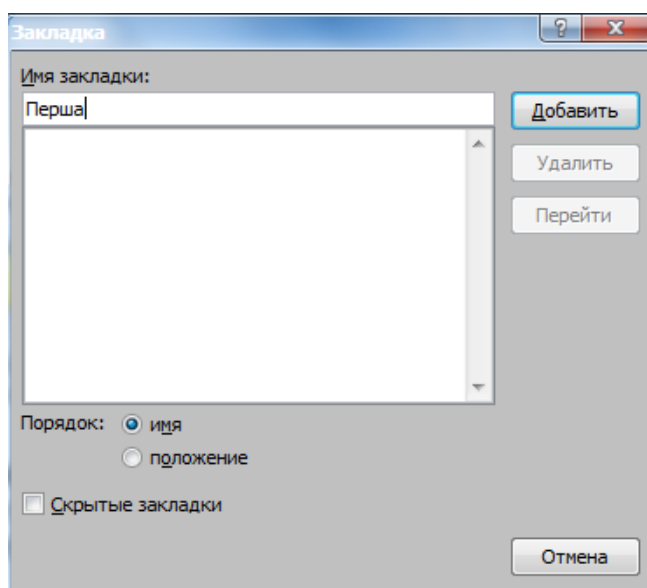 Закладка
Имя закладки:
Перша
Добавить
Удалить
Перейти
Порядок:
имя
положение
Скрытые закладки
Отмена